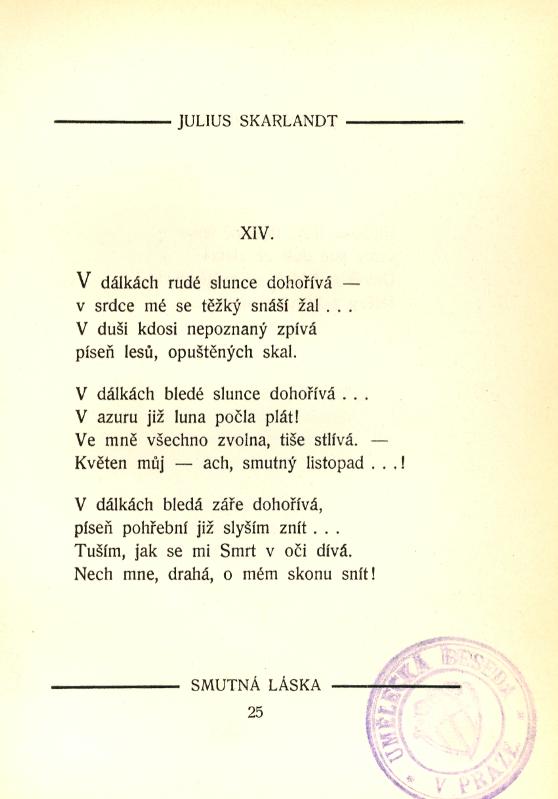 JULIUS SKARLANDT
XIV.
V dálkách rudé slunce dohořívá —
v srdce mé se těžký snáší žal . . .
V duši kdosi nepoznaný zpívá
píseň lesů, opuštěných skal.
V dálkách bledé slunce dohořívá . . .
V azuru již luna počla plát!
Ve mně všechno zvolna, tiše stlívá. —
Květen můj — ach, smutný listopad . . .!
V dálkách bledá záře dohořívá,
píseň pohřební již slyším znít . . .
Tuším, jak se mi Smrt v oči dívá.
Nech mne, drahá, o mém skonu snít!
SMUTNÁ LÁSKA
25
* UMĚLECKÁ BESEDA *
V PRAZE